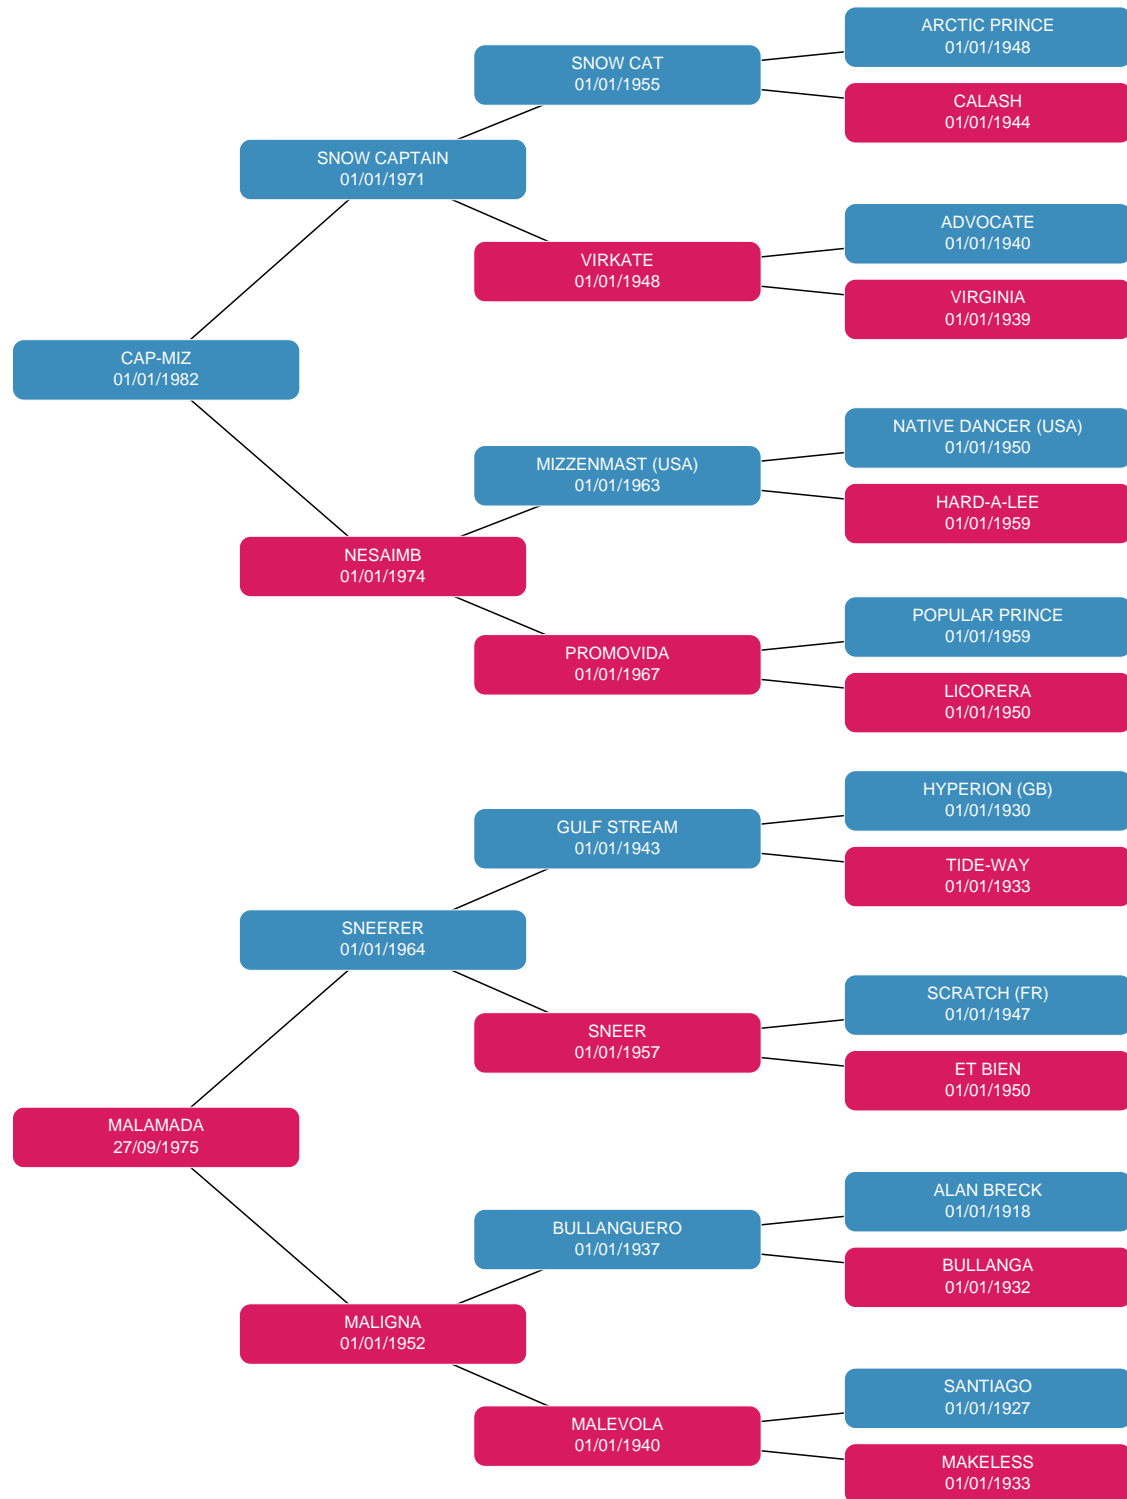 ARCTIC PRINCE
01/01/1948
SNOW CAT
01/01/1955
CALASH
01/01/1944
SNOW CAPTAIN
01/01/1971
ADVOCATE
01/01/1940
VIRKATE
01/01/1948
VIRGINIA
01/01/1939
CAP-MIZ
01/01/1982
NATIVE DANCER (USA)
01/01/1950
MIZZENMAST (USA)
01/01/1963
HARD-A-LEE
01/01/1959
NESAIMB
01/01/1974
POPULAR PRINCE
01/01/1959
PROMOVIDA
01/01/1967
LICORERA
01/01/1950
HYPERION (GB)
01/01/1930
GULF STREAM
01/01/1943
TIDE-WAY
01/01/1933
SNEERER
01/01/1964
SCRATCH (FR)
01/01/1947
SNEER
01/01/1957
ET BIEN
01/01/1950
MALAMADA
27/09/1975
ALAN BRECK
01/01/1918
BULLANGUERO
01/01/1937
BULLANGA
01/01/1932
MALIGNA
01/01/1952
SANTIAGO
01/01/1927
MALEVOLA
01/01/1940
MAKELESS
01/01/1933